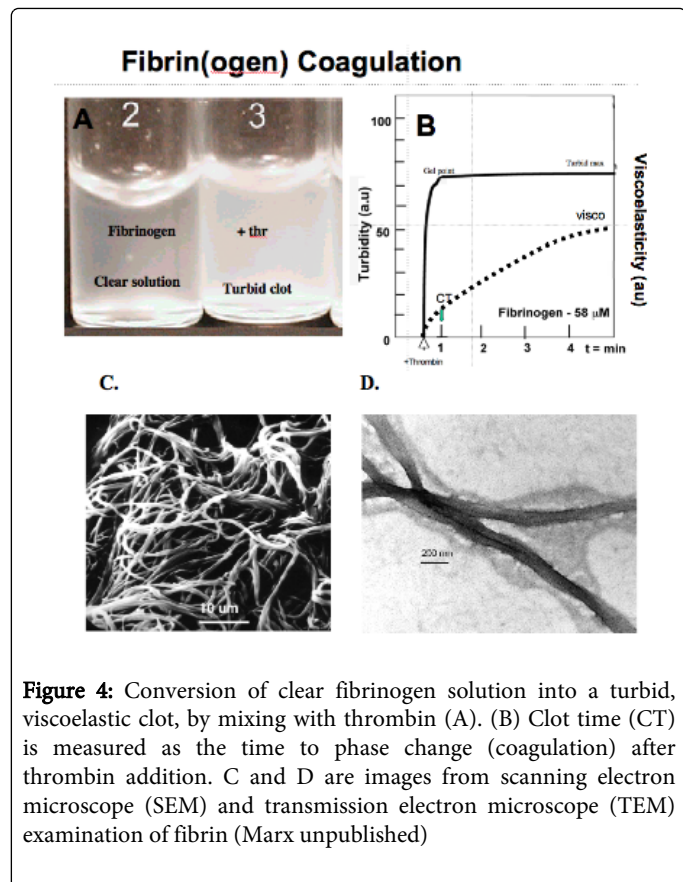 Fibrin(ogen) Coagulation
A
2
3
Fibrinogen
+ thr
Clear solution
Turbid clot
B
100
50
0
Turbidity (a.u)
Gel point
Turbid max
visco
CT
Fibrinogen - 58 µM
1 2 3 4 t = min
+Thrombin
Viscoelasticity (au)
C.
D.
10 um
200 nm
Figure 4: Conversion of clear fibrinogen solution into a turbid,
viscoelastic clot, by mixing with thrombin (A). (B) Clot time (CT)
is measured as the time to phase change (coagulation) after
thrombin addition. C and D are images from scanning electron
microscope (SEM) and transmission electron microscope (TEM)
examination of fibrin (Marx unpublished)